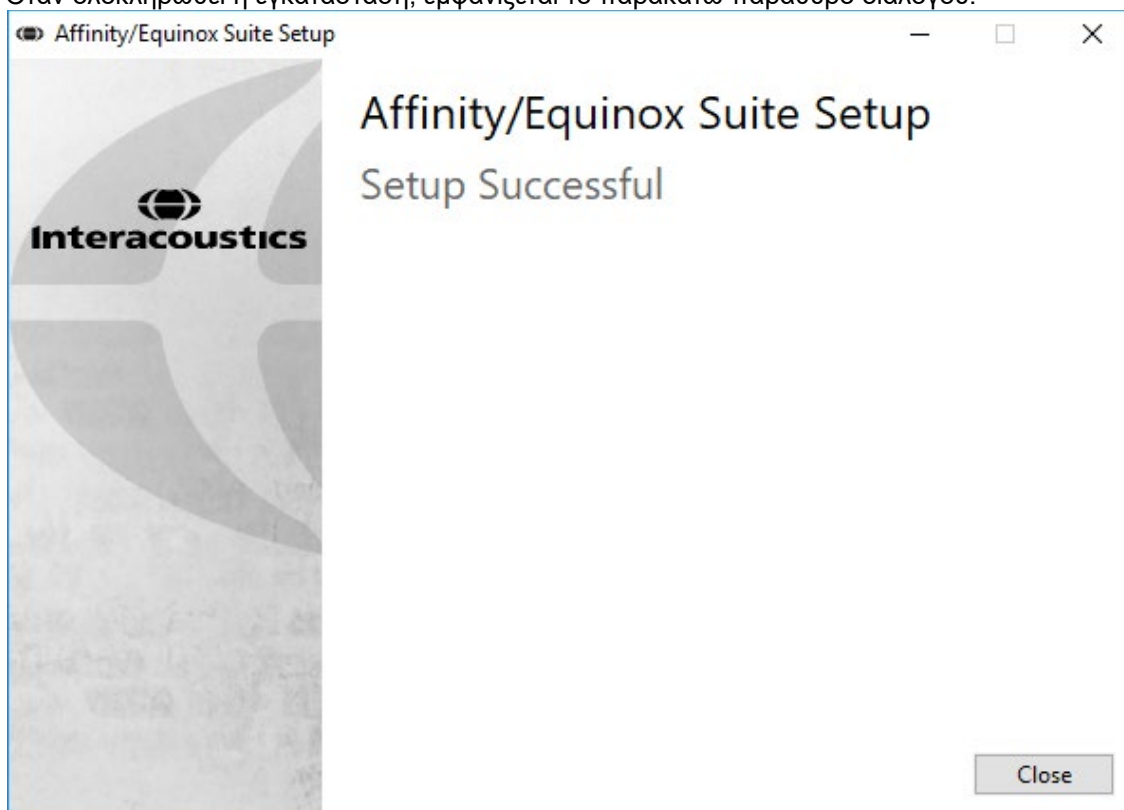 Όταν ολοκληρωθεί η εγκατάσταση, εμφανίζεται το παρακάτω παράθυρο διαλόγου:
Affinity/Equinox Suite Setup
Affinity/Equinox Suite Setup
Setup Successful
Interacoustics
Close